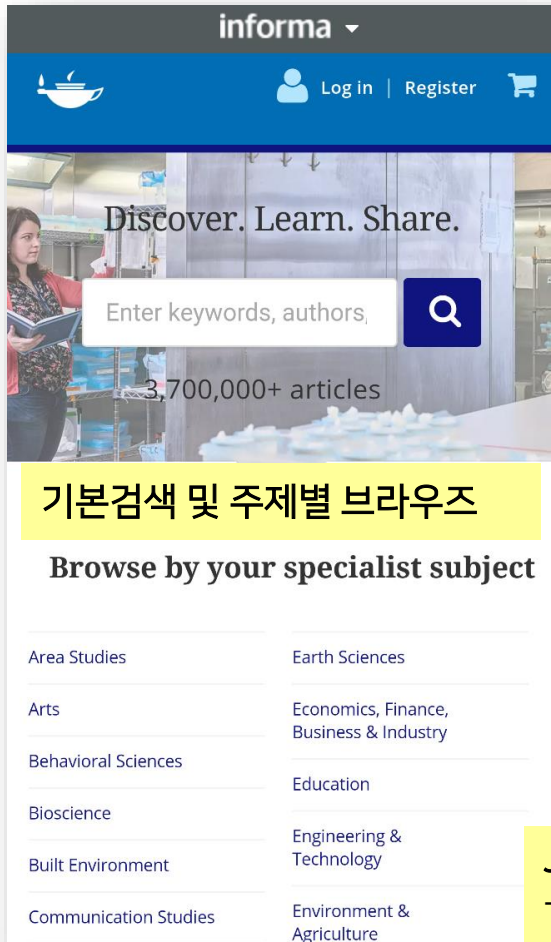 informa
Log in | Register
Discover. Learn. Share.
Enter keywords, authors,
3,700,000+ articles
기본검색 및 주제별 브라우즈
Browse by your specialist subject
Area Studies
Arts
Behavioral Sciences
Bioscience
Built Environment
Communication Studies
Earth Sciences
Economics, Finance,
Business & Industry
Education
Engineering &
Technology
Environment &
Agriculture